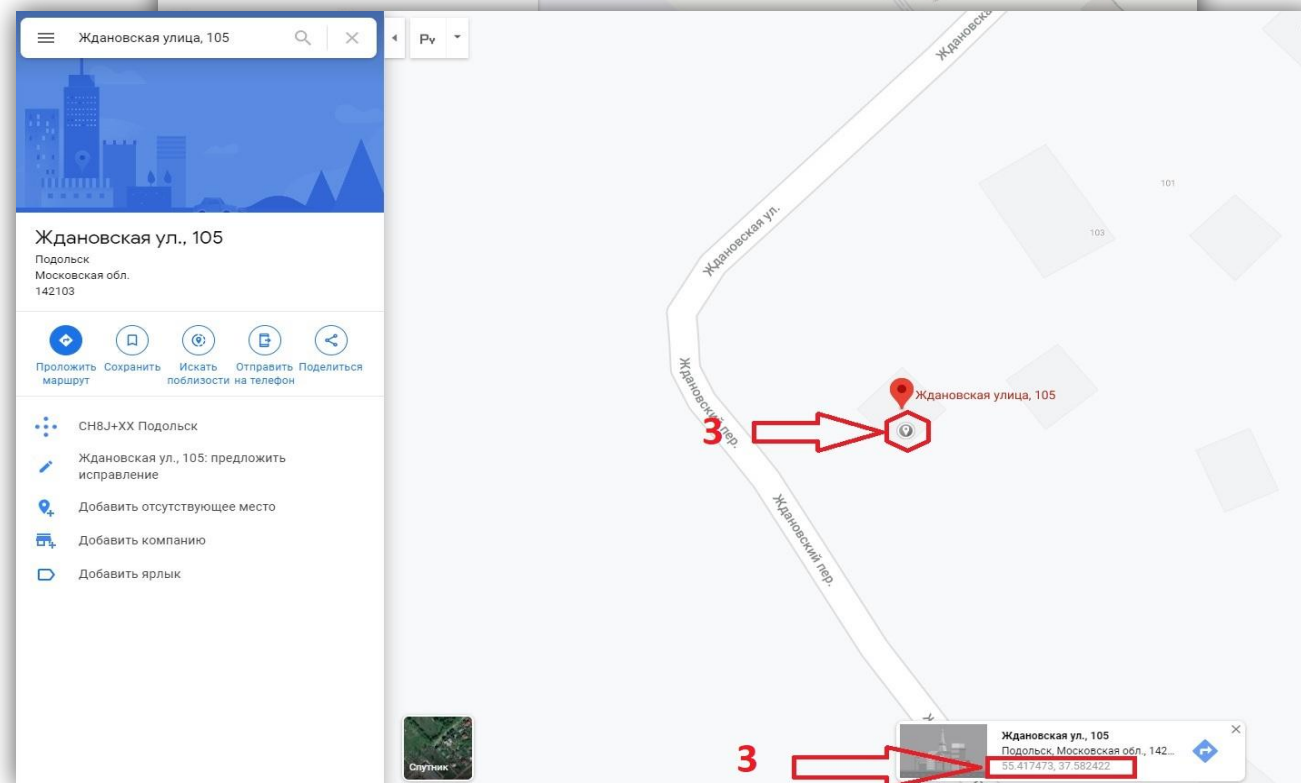 Ждановская улица, 105
Ру
Ждановская ул., 105
Подольск
Московская обл.
142103
Проложить маршрут
Сохранить
Искать поблизости
Отправить на телефон
Поделиться
CH8J+XX Подольск
Ждановская ул., 105: предложить
исправление
Добавить отсутствующее место
Добавить компанию
Добавить ярлык
Ждановская ул.
101
103
Ждановская улица, 105
Ждановский пер.
3
Ждановский пер.
Спутник
3
Ждановская ул., 105
Подольск, Московская обл., 142...
55.417473, 37.582422